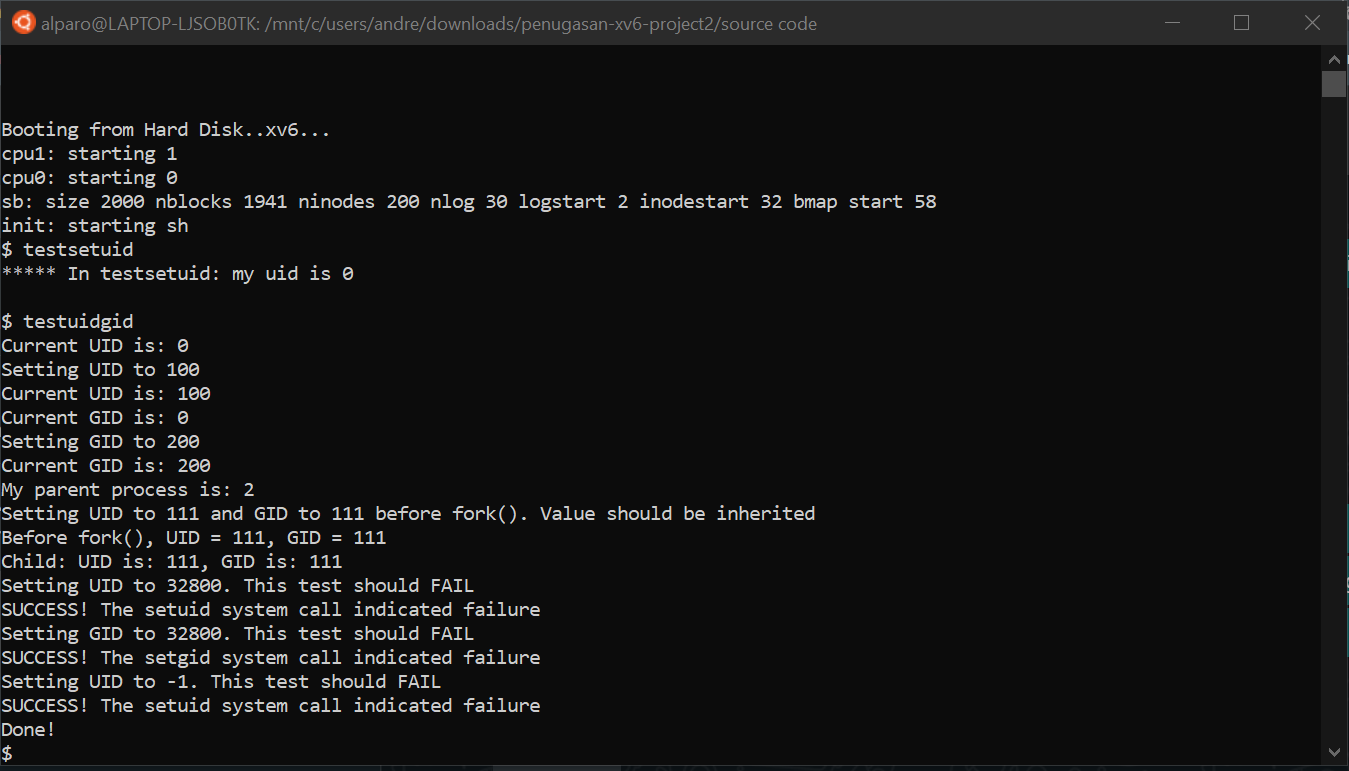 alparo@LAPTOP-LJSOB0TK: /mnt/c/users/andre/downloads/penugasan-xv6-project2/source code
Booting from Hard Disk..xv6...
cpu1: starting 1
cpu0: starting 0
sb: size 2000 nblocks 1941 ninodes 200 nlog 30 logstart 2 inodestart 32 bmap start 58
init: starting sh
$ testsetuid
***** In testsetuid: my uid is 0
$ testuidgid
Current UID is: 0
Setting UID to 100
Current UID is: 100
Current GID is: 0
Setting GID to 200
Current GID is: 200
My parent process is: 2
Setting UID to 111 and GID to 111 before fork(). Value should be inherited
Before fork(), UID = 111, GID = 111
Child: UID is: 111, GID is: 111
Setting UID to 32800. This test should FAIL
SUCCESS! The setuid system call indicated failure
Setting GID to 32800. This test should FAIL
SUCCESS! The setgid system call indicated failure
Setting UID to -1. This test should FAIL
SUCCESS! The setuid system call indicated failure
Done!
$